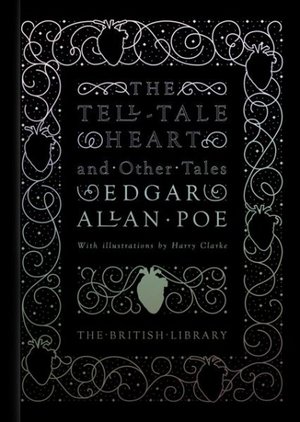 THE
TELL-TALE
HEART
and·Other·Tales
EDGAR
ALLAN·POE
With illustrations by Harry Clarke
THE·BRITISH·LIBRARY